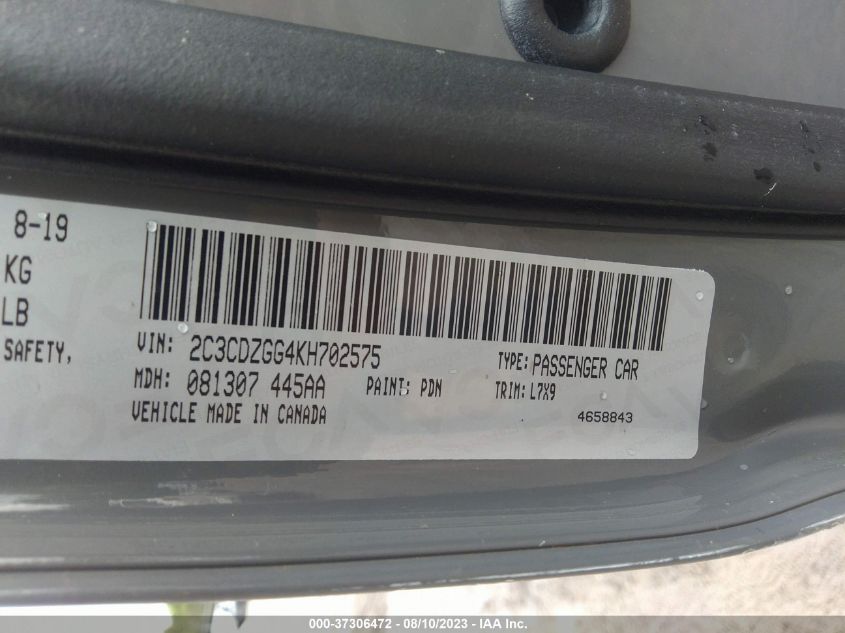 8-19
KG
LB
SAFETY,
VIN: 2C3CDZGG4KH702575
TYPE: PASSENGER CAR
MDH: 081307 445AA
PAINT: PDN
TRIM: L7X9
VEHICLE MADE IN CANADA
4658843
000-37306472 — 08/10/2023 — IAA Inc.